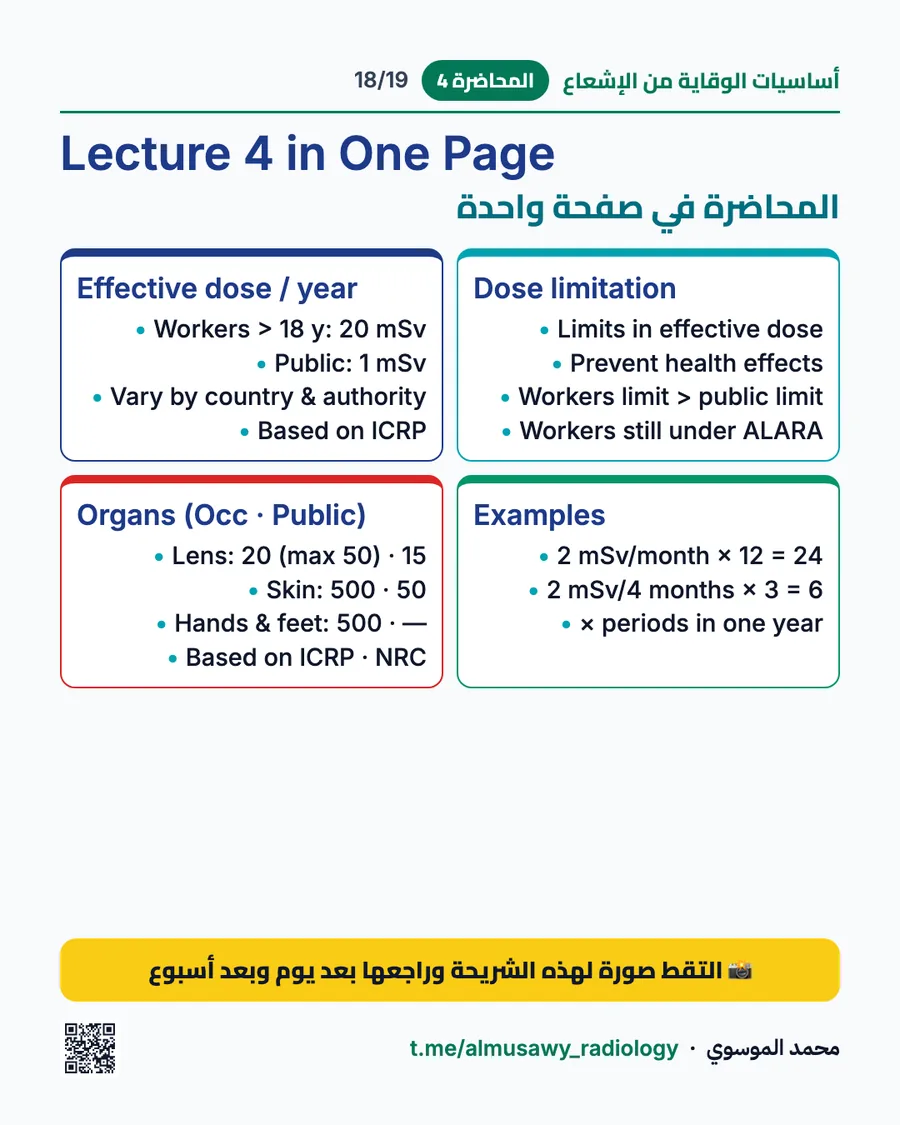 أساسيات الوقاية من الإشعاع المحاضرة 4 18/19
Lecture 4 in One Page
المحاضرة في صفحة واحدة
Effective dose / year
• Workers > 18 y: 20 mSv
• Public: 1 mSv
• Vary by country & authority
• Based on ICRP
Dose limitation
• Limits in effective dose
• Prevent health effects
• Workers limit > public limit
• Workers still under ALARA
Organs (Occ · Public)
• Lens: 20 (max 50) · 15
• Skin: 500 · 50
• Hands & feet: 500 · —
• Based on ICRP · NRC
Examples
• 2 mSv/month × 12 = 24
• 2 mSv/4 months × 3 = 6
• × periods in one year
📸 التقط صورة لهذه الشريحة وراجعها بعد يوم وبعد أسبوع
محمد الموسوي · t.me/almusawy_radiology